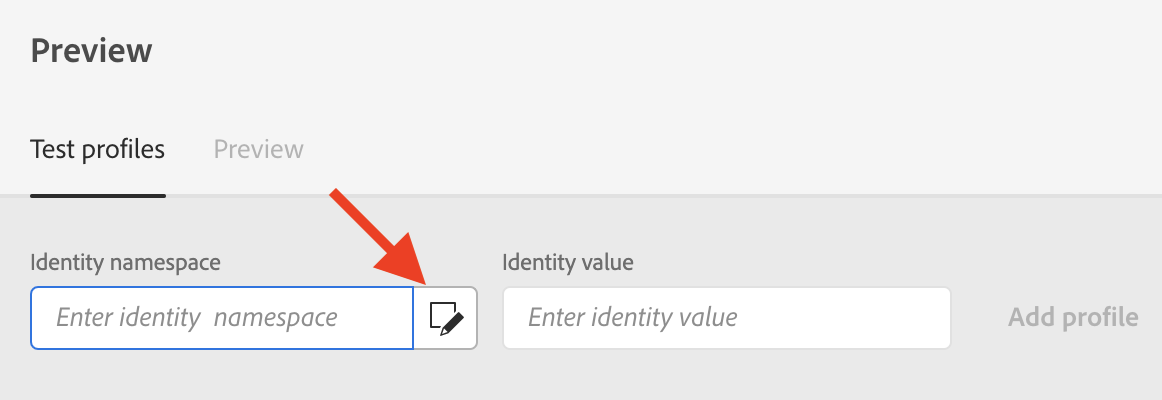 Preview
Test profiles Preview
Identity namespace Identity value
Enter identity namespace Enter identity value Add profile